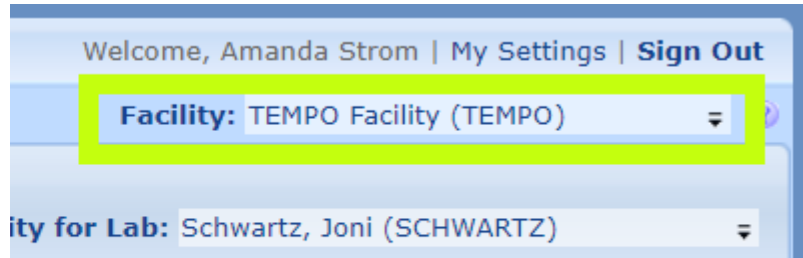 Welcome, Amanda Strom | My Settings | Sign Out
Facility: TEMPO Facility (TEMPO)
ity for Lab: Schwartz, Joni (SCHWARTZ)